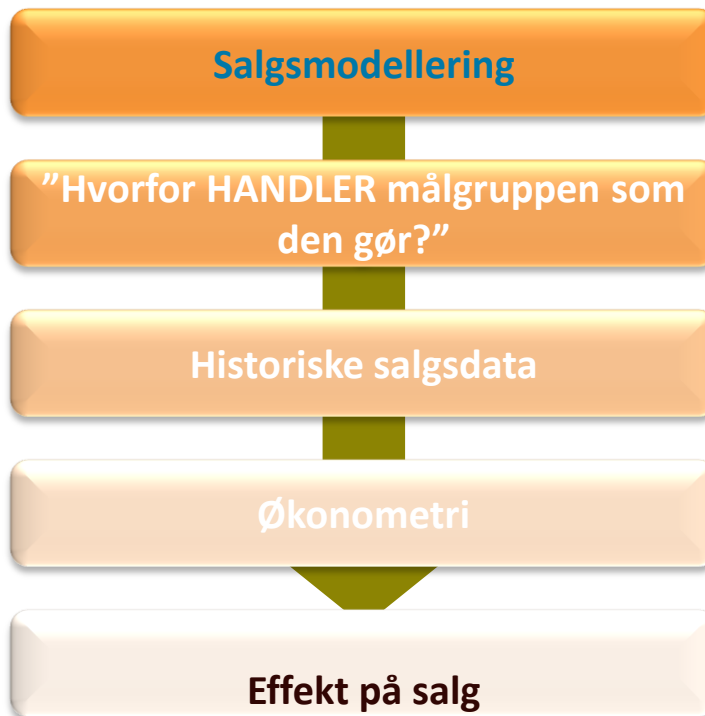 Salgsmodellering
”Hvorfor HANDLER målgruppen som
den gør?”
Historiske salgsdata
Økonometri
Effekt på salg